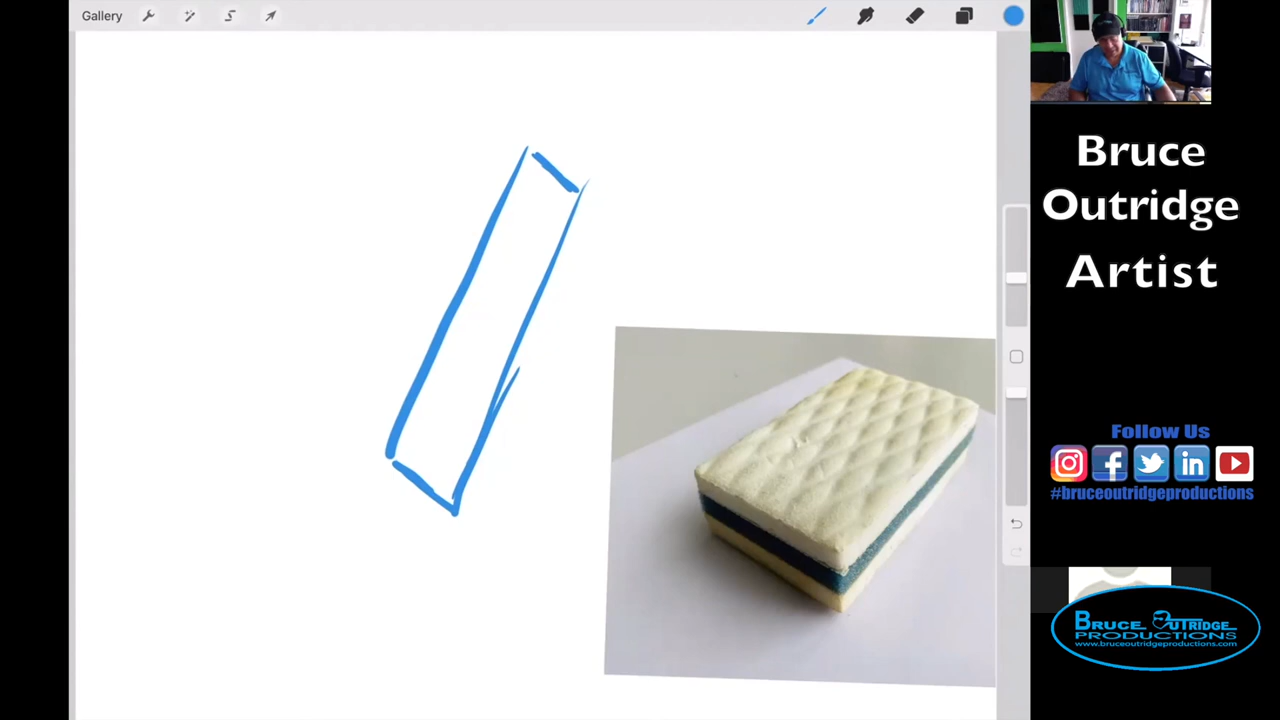 Gallery
Bruce
Outridge
Artist
Follow Us
#bruceoutridgeproductions
BRUCE OUTRIDGE
PRODUCTIONS
www.bruceoutridgeproductions.com